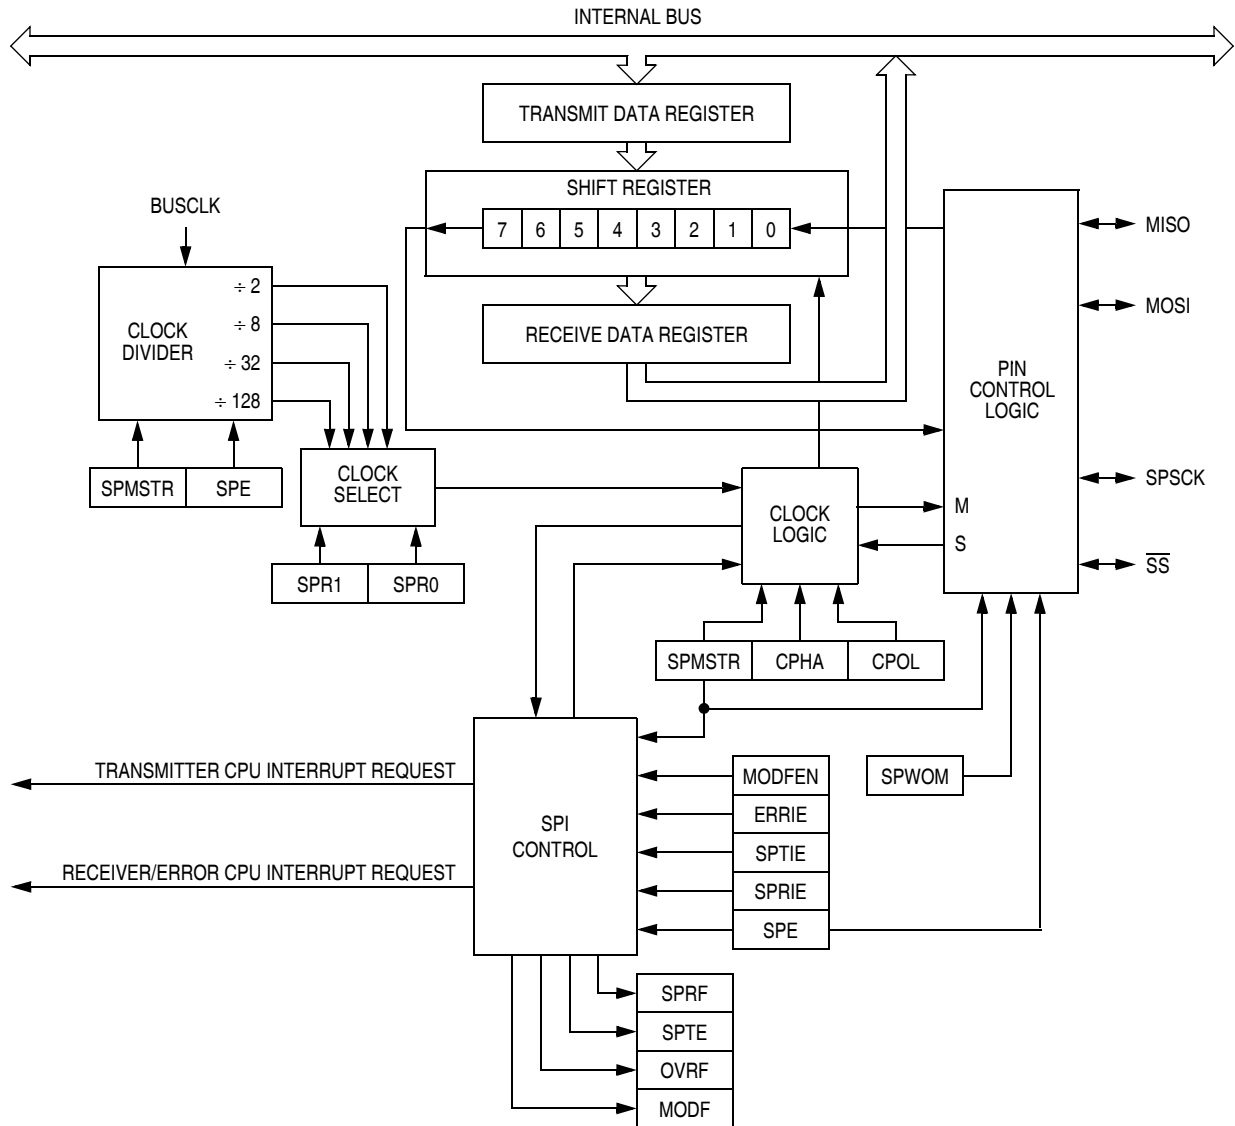 INTERNAL BUS
TRANSMIT DATA REGISTER
SHIFT REGISTER
7 6 5 4 3 2 1 0
RECEIVE DATA REGISTER
BUSCLK
CLOCK
DIVIDER
÷ 2
÷ 8
÷ 32
÷ 128
SPMSTR SPE
CLOCK
SELECT
SPR1 SPR0
CLOCK
LOGIC
PIN
CONTROL
LOGIC
M
S
MISO
MOSI
SPSCK
S̅S̅
SPMSTR CPHA CPOL
TRANSMITTER CPU INTERRUPT REQUEST
RECEIVER/ERROR CPU INTERRUPT REQUEST
SPI
CONTROL
MODFEN
ERRIE
SPTIE
SPRIE
SPE
SPWOM
SPRF
SPTE
OVRF
MODF